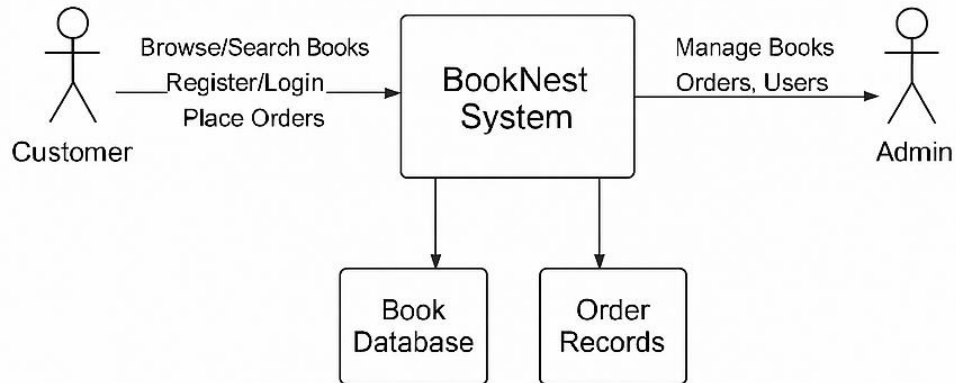 Browse/Search Books
Register/Login
Place Orders
Customer
BookNest
System
Manage Books
Orders, Users
Admin
Book
Database
Order
Records